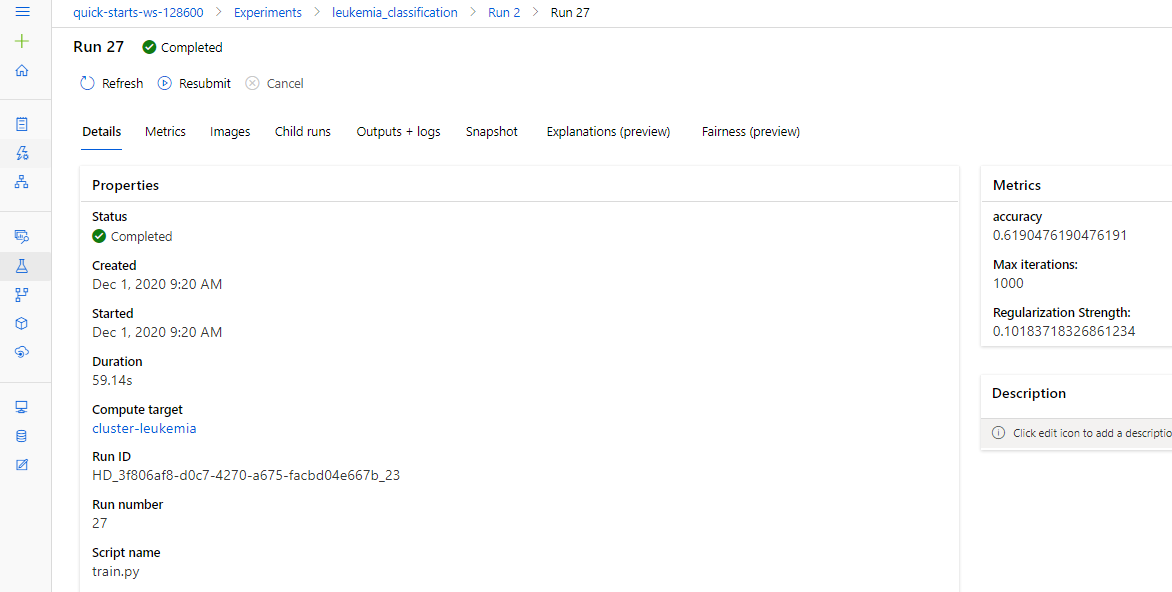 quick-starts-ws-128600 > Experiments > leukemia_classification > Run 2 > Run 27
Run 27 Completed
Refresh Resubmit Cancel
Details Metrics Images Child runs Outputs + logs Snapshot Explanations (preview) Fairness (preview)
Properties
Status
Completed
Created
Dec 1, 2020 9:20 AM
Started
Dec 1, 2020 9:20 AM
Duration
59.14s
Compute target
cluster-leukemia
Run ID
HD_3f806af8-d0c7-4270-a675-facbd04e667b_23
Run number
27
Script name
train.py
Metrics
accuracy
0.6190476190476191
Max iterations:
1000
Regularization Strength:
0.10183718326861234
Description
Click edit icon to add a descriptio